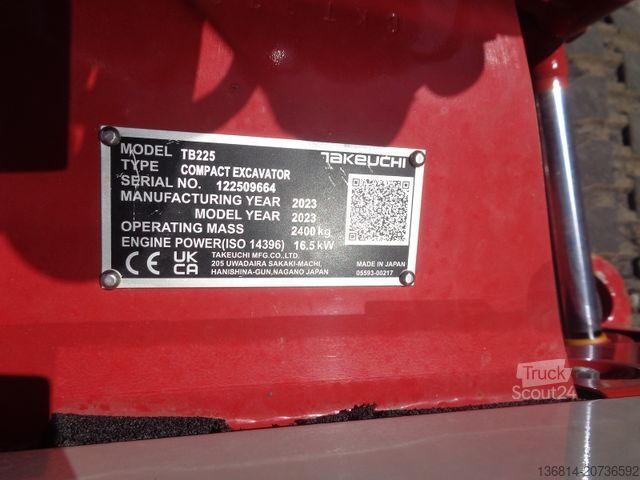 MODEL TB225 TAKEUCHI
TYPE COMPACT EXCAVATOR
SERIAL NO. 122509664
MANUFACTURING YEAR 2023
MODEL YEAR 2023
OPERATING MASS 2400 kg
ENGINE POWER(ISO 14396) 16.5 kW
CE UK CA
TAKEUCHI MFG.CO.,LTD.
205 UWADAIRA SAKAKI-MACHI,
HANISHINA-GUN,NAGANO JAPAN
MADE IN JAPAN
05593-00217
Truck
Scout24
136814-20736592